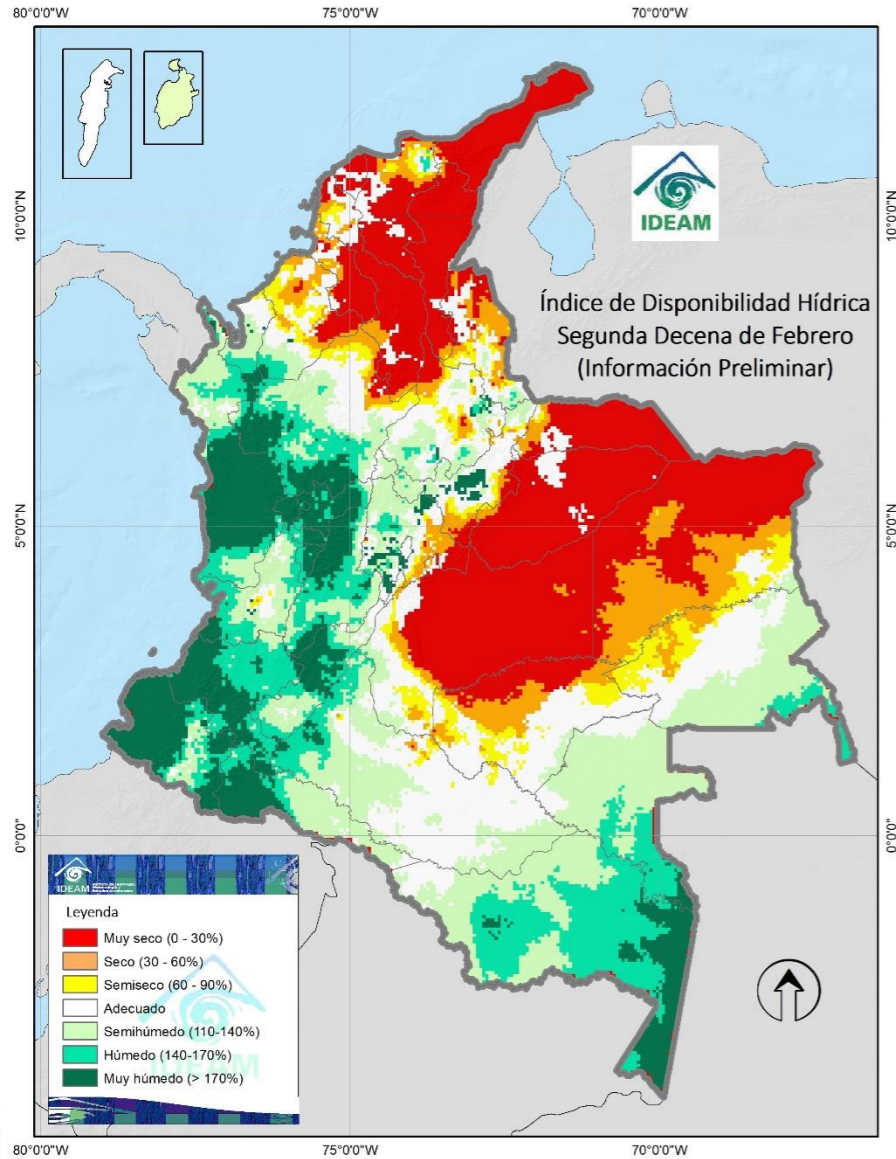 80°0'0"W 75°0'0"W 70°0'0"W
10°0'0"N
5°0'0"N
0°0'0"
10°0'0"N
5°0'0"N
0°0'0"
IDEAM
Índice de Disponibilidad Hídrica
Segunda Decena de Febrero
(Información Preliminar)
IDEAM
Leyenda
Muy seco (0 - 30%)
Seco (30 - 60%)
Semiseco (60 - 90%)
Adecuado
Semihúmedo (110-140%)
Húmedo (140-170%)
Muy húmedo (> 170%)
IDEAM
80°0'0"W 75°0'0"W 70°0'0"W